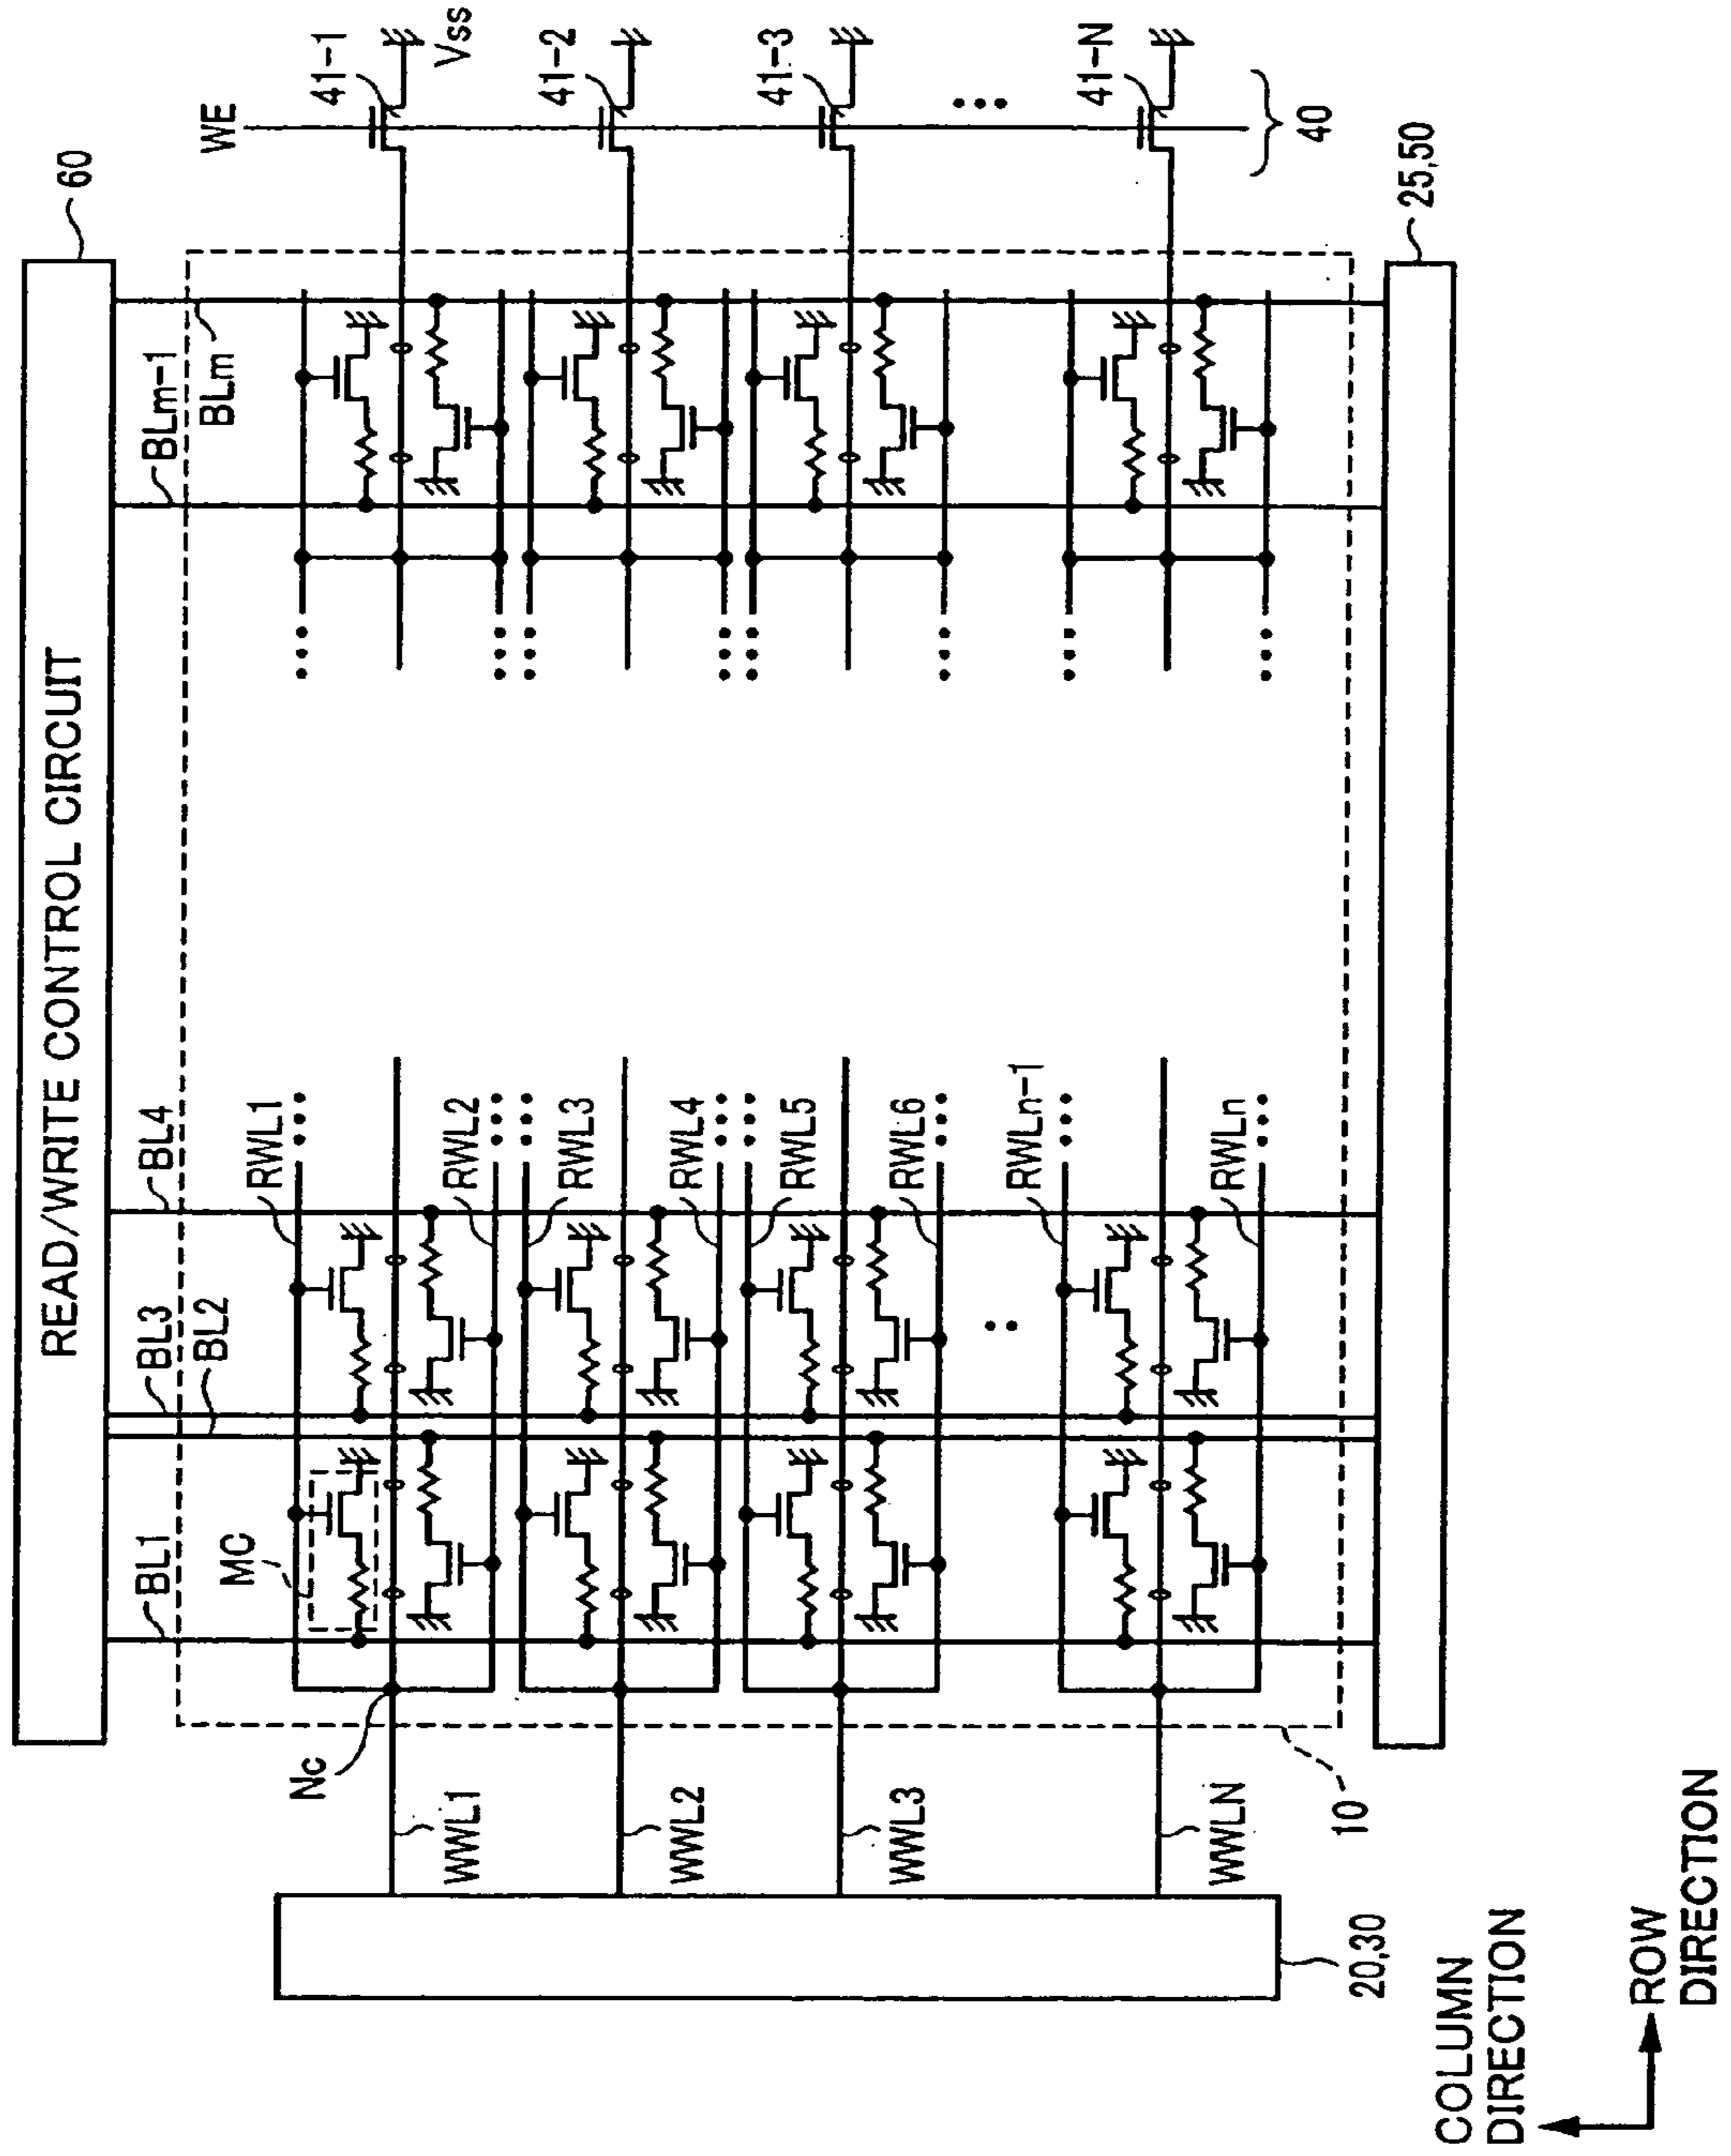 READ/WRITE CONTROL CIRCUIT
60
BL1
BL3
BL2
BL4
BLm-1
BLm
WE
MC
RWL1
41-1
Vss
Nc
WWL1
RWL2
RWL3
41-2
WWL2
RWL4
RWL5
41-3
WWL3
RWL6
RWLn-1
41-N
WWLN
RWLn
40
10
20,30
25,50
COLUMN
DIRECTION
ROW
DIRECTION